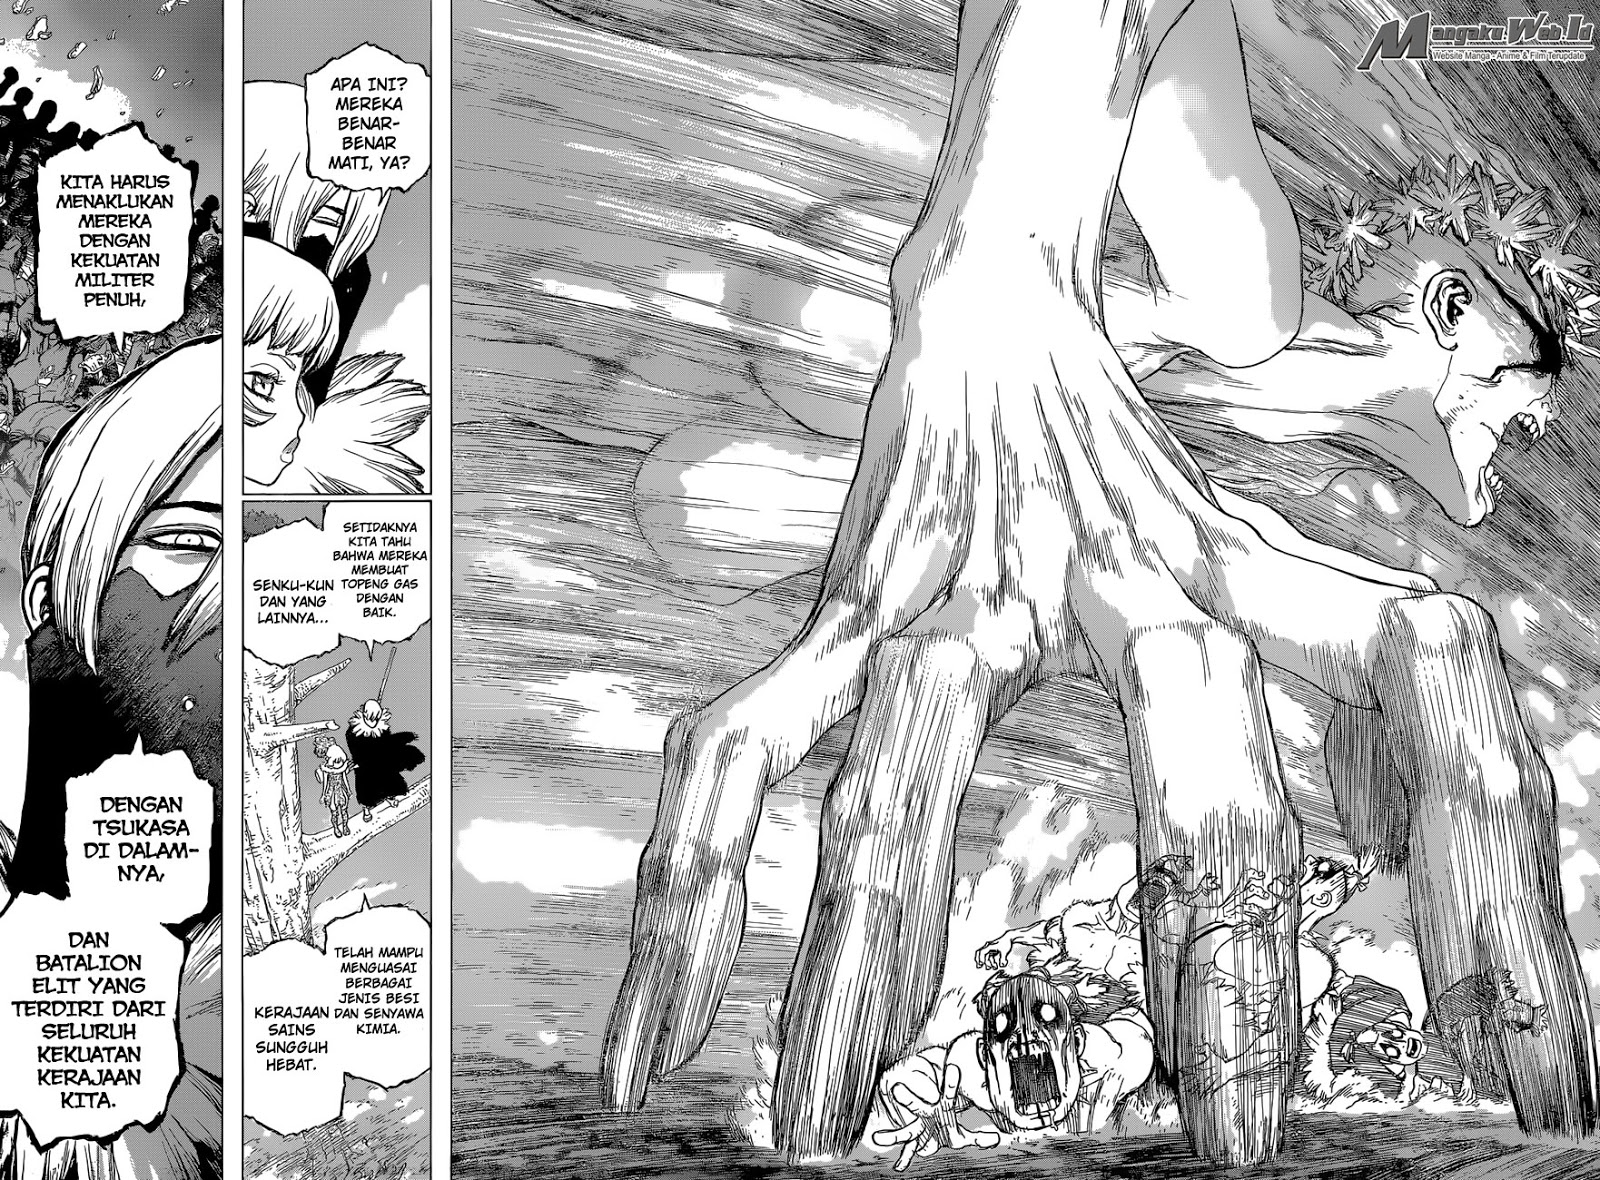 Mangaku Web Id
Website Manga - Anime & Film Terupdate
APA INI?
MEREKA
BENAR-
BENAR
MATI, YA?
SETIDAKNYA
KITA TAHU
BAHWA MEREKA
MEMBUAT
TOPENG GAS
DENGAN
BAIK.
SENKU-KUN
DAN YANG
LAINNYA...
TELAH MAMPU
MENGUASAI
BERBAGAI
JENIS BESI
DAN SENYAWA
KIMIA.
KERAJAAN
SAINS
SUNGGUH
HEBAT.
KITA HARUS
MENAKLUKAN
MEREKA
DENGAN
KEKUATAN
MILITER
PENUH,
DENGAN
TSUKASA
DI DALAM-
NYA,
DAN
BATALION
ELIT YANG
TERDIRI DARI
SELURUH
KEKUATAN
KERAJAAN
KITA.